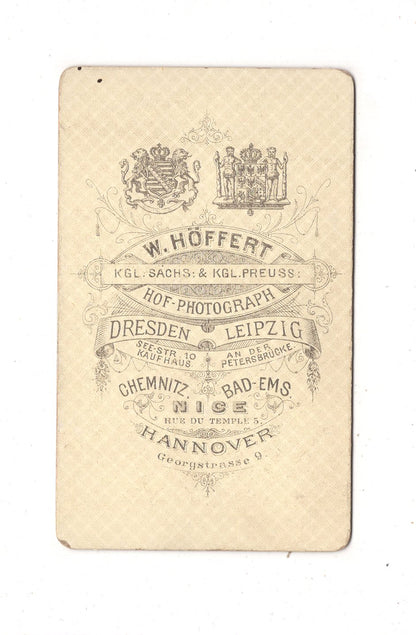 W. HÖFFERT
KGL. SACHS: & KGL. PREUSS:
HOF-PHOTOGRAPH
DRESDEN LEIPZIG
SEE-STR. 10 AN DER
KAUFHAUS. PETERSBRÜCKE.
CHEMNITZ. BAD-EMS.
NICE
RUE DU TEMPLE 5.
HANNOVER
Georgstrasse 9.